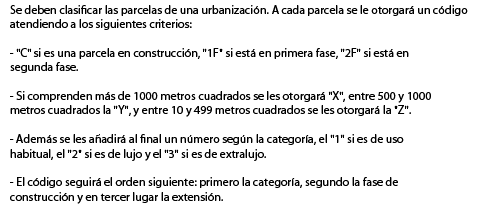 Se deben clasificar las parcelas de una urbanización. A cada parcela se le otorgará un código
atendiendo a los siguientes criterios:
- "C" si es una parcela en construcción, "1F" si está en primera fase, "2F" si está en
segunda fase.
- Si comprenden más de 1000 metros cuadrados se les otorgará "X", entre 500 y 1000
metros cuadrados la "Y", y entre 10 y 499 metros cuadrados se les otorgará la "Z".
- Además se les añadirá al final un número según la categoría, el "1" si es de uso
habitual, el "2" si es de lujo y el "3" si es de extralujo.
- El código seguirá el orden siguiente: primero la categoría, segundo la fase de
construcción y en tercer lugar la extensión.